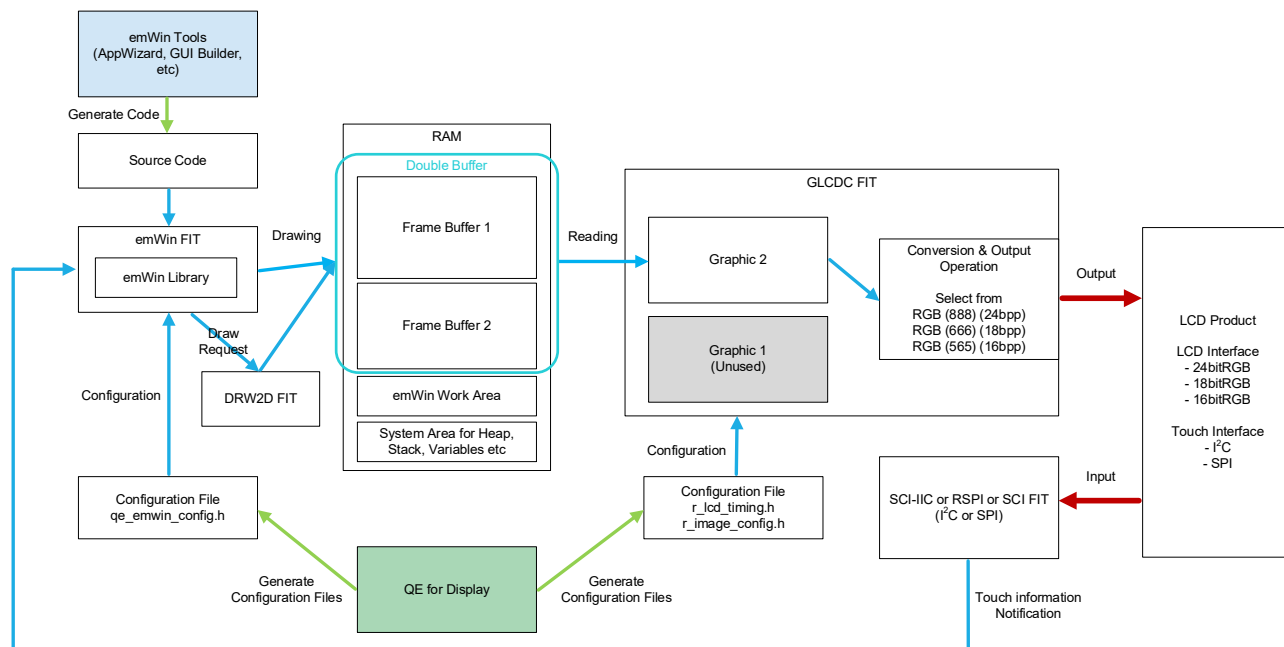 emWin Tools
(AppWizard, GUI Builder,
etc)
Generate Code
Source Code
emWin FIT
emWin Library
Drawing
Draw
Request
DRW2D FIT
Configuration
Configuration File
qe_emwin_config.h
RAM
Double Buffer
Frame Buffer 1
Frame Buffer 2
emWin Work Area
System Area for Heap,
Stack, Variables etc
Reading
GLCDC FIT
Graphic 2
Graphic 1
(Unused)
Conversion & Output
Operation
Select from
RGB (888) (24bpp)
RGB (666) (18bpp)
RGB (565) (16bpp)
Output
LCD Product
LCD Interface
- 24bitRGB
- 18bitRGB
- 16bitRGB
Touch Interface
- I²C
- SPI
Configuration
Configuration File
r_lcd_timing.h
r_image_config.h
Input
SCI-IIC or RSPI or SCI FIT
(I²C or SPI)
Generate
Configuration Files
QE for Display
Generate
Configuration Files
Touch information
Notification